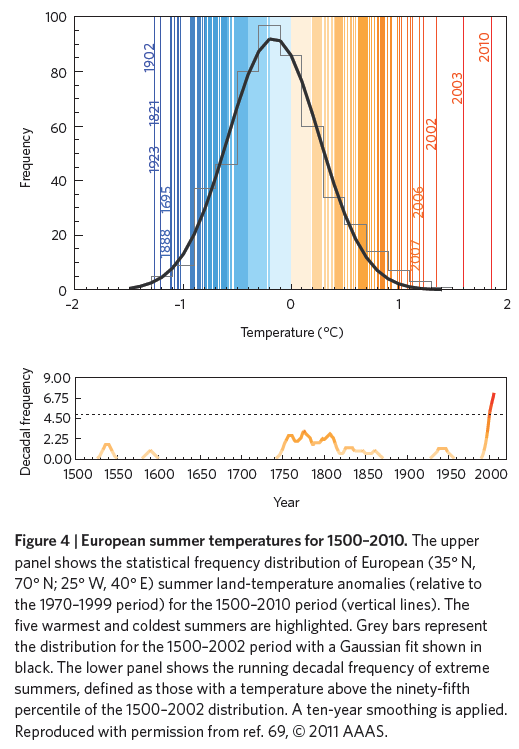 100
80
60
40
20
0
Frequency
1902
1821
1923
1695
1888
2010
2003
2002
2006
2007
–2
–1
0
1
2
Temperature (°C)
9.00
6.75
4.50
2.25
0.00
Decadal frequency
1500 1550 1600 1650 1700 1750 1800 1850 1900 1950 2000
Year
Figure 4 | European summer temperatures for 1500–2010. The upper
panel shows the statistical frequency distribution of European (35° N,
70° N; 25° W, 40° E) summer land-temperature anomalies (relative to
the 1970–1999 period) for the 1500–2010 period (vertical lines). The
five warmest and coldest summers are highlighted. Grey bars represent
the distribution for the 1500–2002 period with a Gaussian fit shown in
black. The lower panel shows the running decadal frequency of extreme
summers, defined as those with a temperature above the ninety-fifth
percentile of the 1500–2002 distribution. A ten-year smoothing is applied.
Reproduced with permission from ref. 69, © 2011 AAAS.